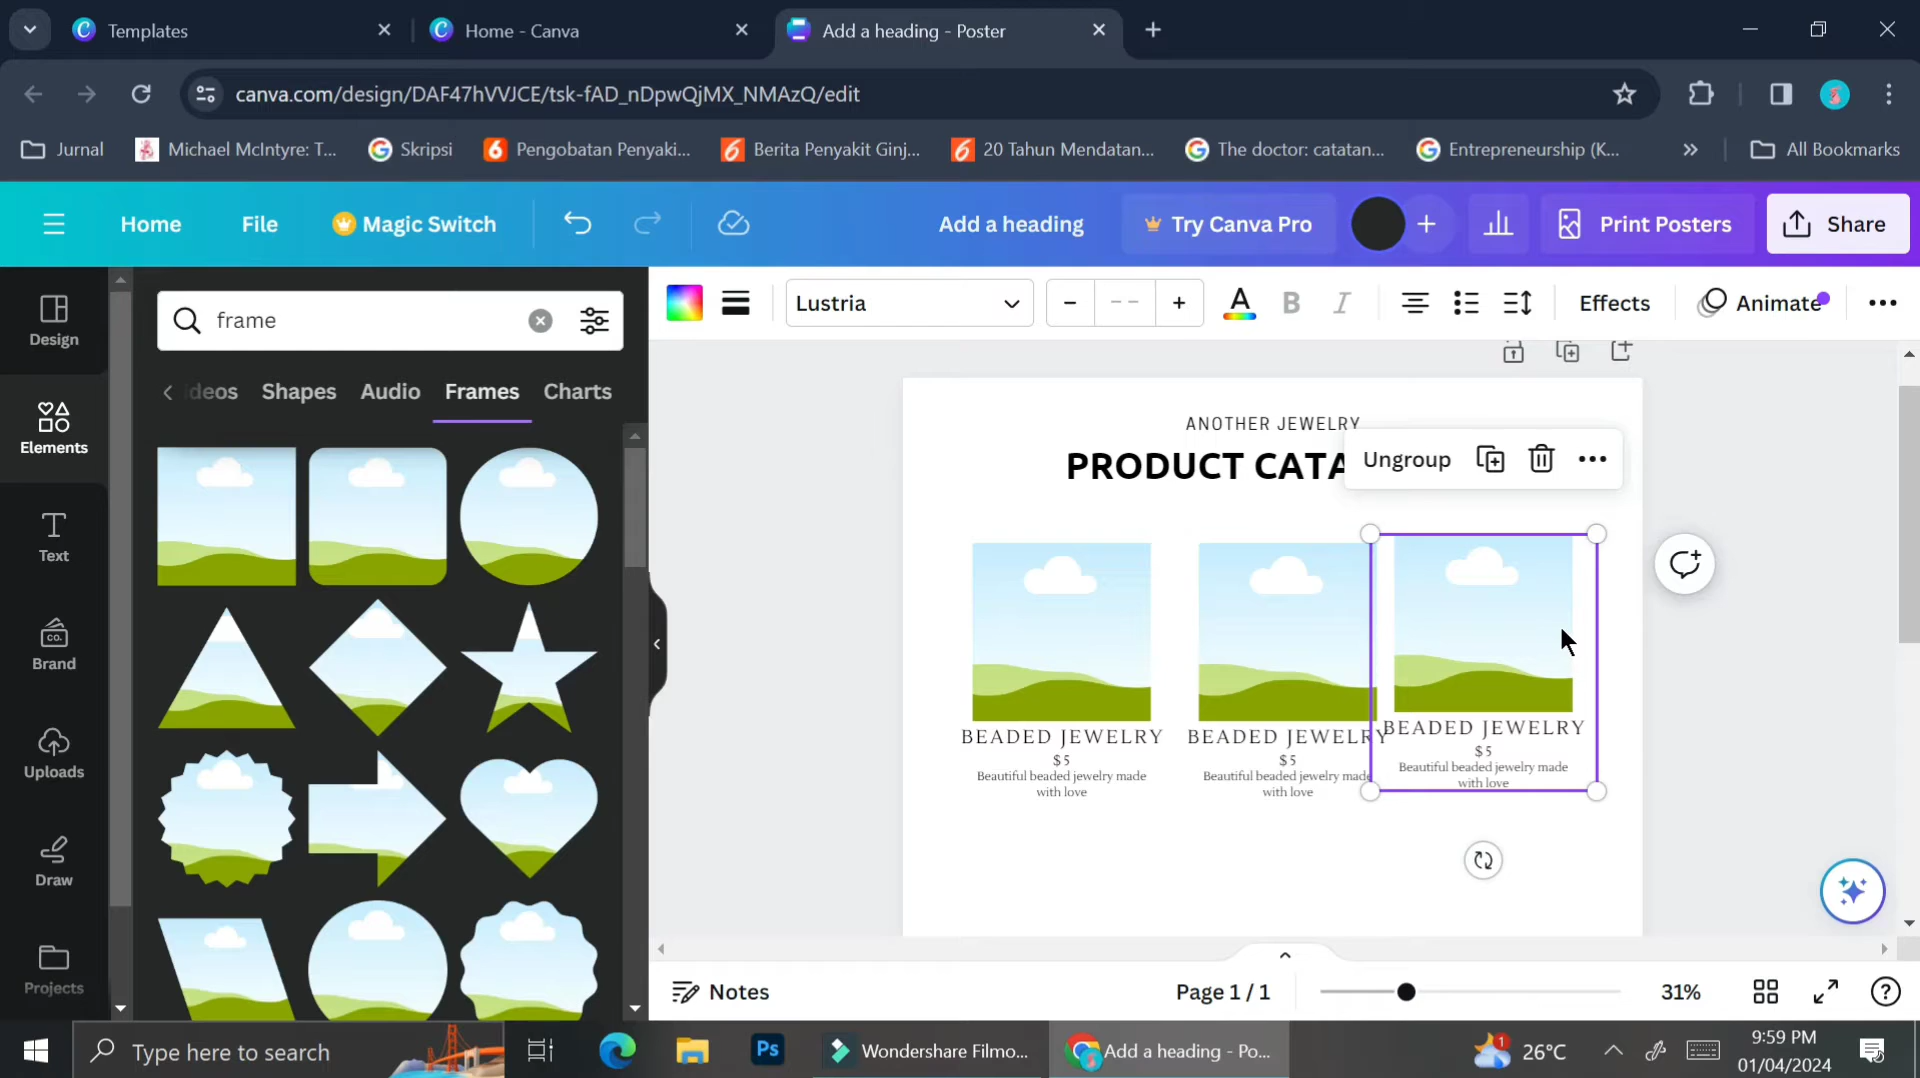 Templates
Home - Canva
Add a heading - Poster
canva.com/design/DAF47hVVJCE/tsk-fAD_nDpwQjMX_NMAzQ/edit
Jurnal
Michael McIntyre: T...
Skripsi
Pengobatan Penyaki...
Berita Penyakit Ginj...
20 Tahun Mendatan...
The doctor: catatan...
Entrepreneurship (K...
All Bookmarks
Home
File
Magic Switch
Add a heading
Try Canva Pro
Print Posters
Share
Design
Elements
Text
Brand
Uploads
Draw
Projects
frame
deos
Shapes
Audio
Frames
Charts
Lustria
Effects
Animate
ANOTHER JEWELRY
PRODUCT CATA
Ungroup
BEADED JEWELRY
$5
Beautiful beaded jewelry made
with love
BEADED JEWELRY
$5
Beautiful beaded jewelry made
with love
BEADED JEWELRY
$5
Beautiful beaded jewelry made
with love
Notes
Page 1 / 1
31%
Type here to search
Ps
Wondershare Filmo...
Add a heading - Po...
1
26°C
9:59 PM
01/04/2024